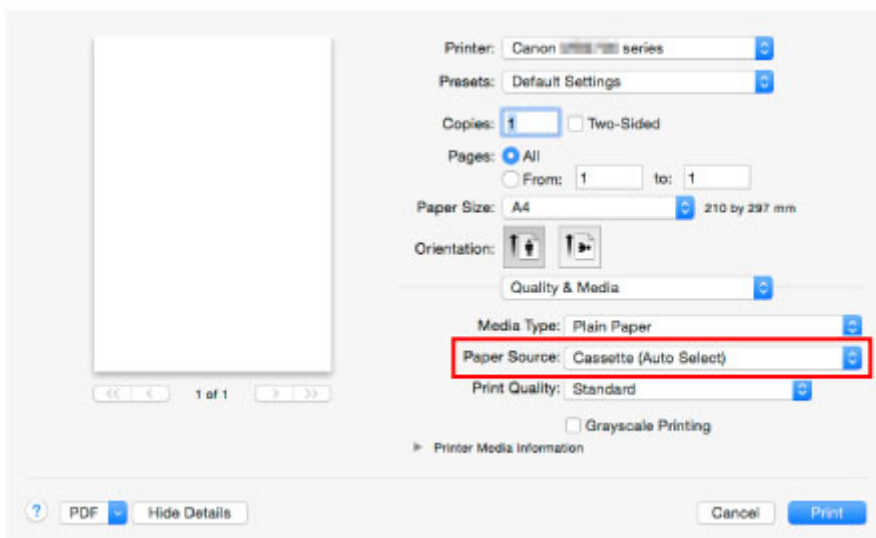 Printer: Canon series
Presets: Default Settings
Copies: 1 Two-Sided
Pages: All
From: 1 to: 1
Paper Size: A4 210 by 297 mm
Orientation:
Quality & Media
Media Type: Plain Paper
Paper Source: Cassette (Auto Select)
Print Quality: Standard
Grayscale Printing
Printer Media Information
<< < 1 of 1 > >>
? PDF Hide Details Cancel Print